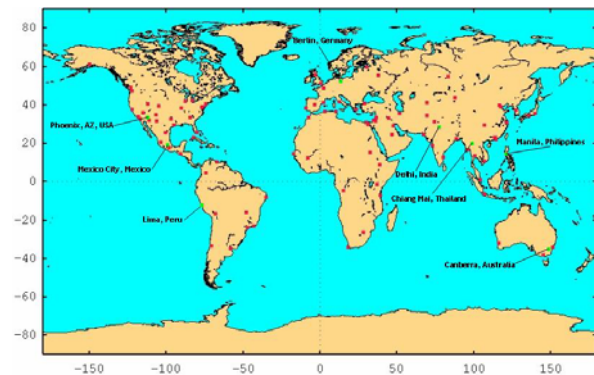 80
60
40
20
0
−20
−40
−60
−80
Berlin, Germany
Phoenix, AZ, USA
Manila, Philippines
Mexico City, Mexico
Delhi, India
Chiang Mai, Thailand
Lima, Peru
Canberra, Australia
−150 −100 −50 0 50 100 150